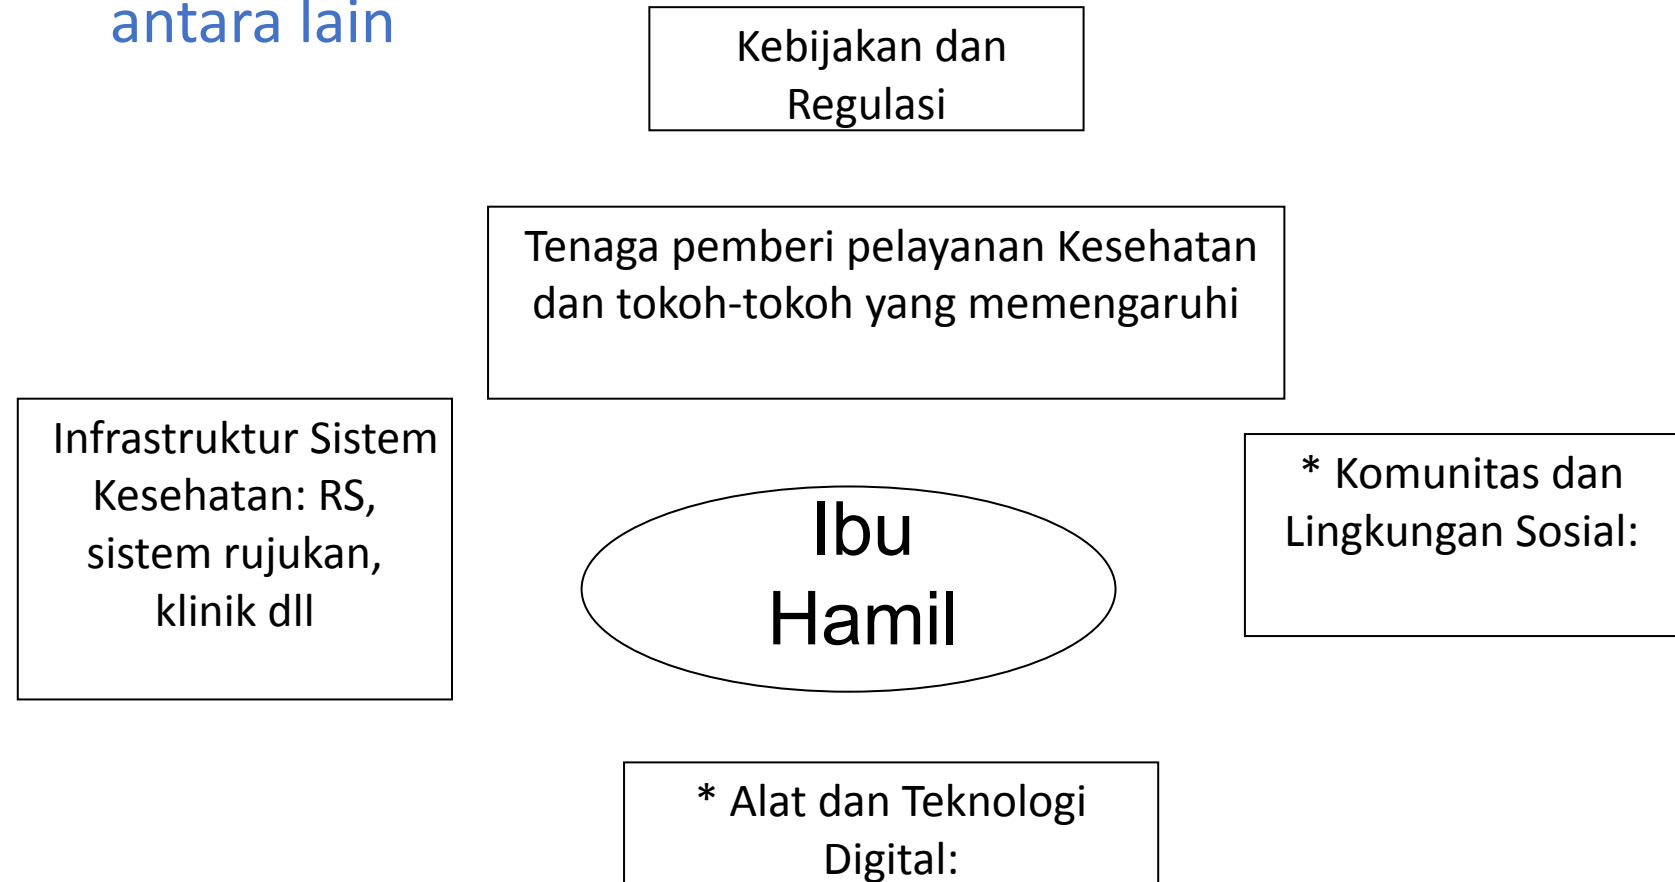 antara lain
Kebijakan dan
Regulasi
Tenaga pemberi pelayanan Kesehatan
dan tokoh-tokoh yang memengaruhi
Infrastruktur Sistem
Kesehatan: RS,
sistem rujukan,
klinik dll
Ibu
Hamil
* Komunitas dan
Lingkungan Sosial:
* Alat dan Teknologi
Digital: